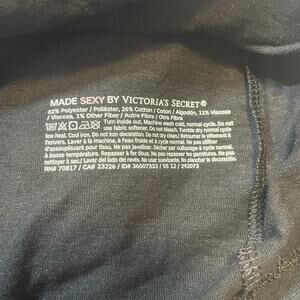 MADE SEXY BY VICTORIA'S SECRET®
62% Polyester / Poliéster, 26% Cotton / Coton / Algodón, 11% Viscose
/ Viscosa, 1% Other Fiber / Autre Fibre / Otra Fibra
Turn inside out. Machine wash cold, normal cycle. Do not
use fabric softener. Do not bleach. Tumble dry normal cycle
low heat. Cool iron. Do not iron decoration. Do not dry clean./ Retourner le vêtement à
l'envers. Laver à la machine, à l'eau froide et à cycle normal. Ne pas utiliser
d'assouplissant pour tissu. Ne pas javelliser. Sécher par culbutage à cycle normal,
à basse température. Repasser à fer doux. Ne pas repasser les garnitures. Ne pas
nettoyer à sec./ Lavar del lado del revés. No planchar la decoración
RN# 70817 / CA# 23226 / ID# 36007333 / 05 12 / 292073